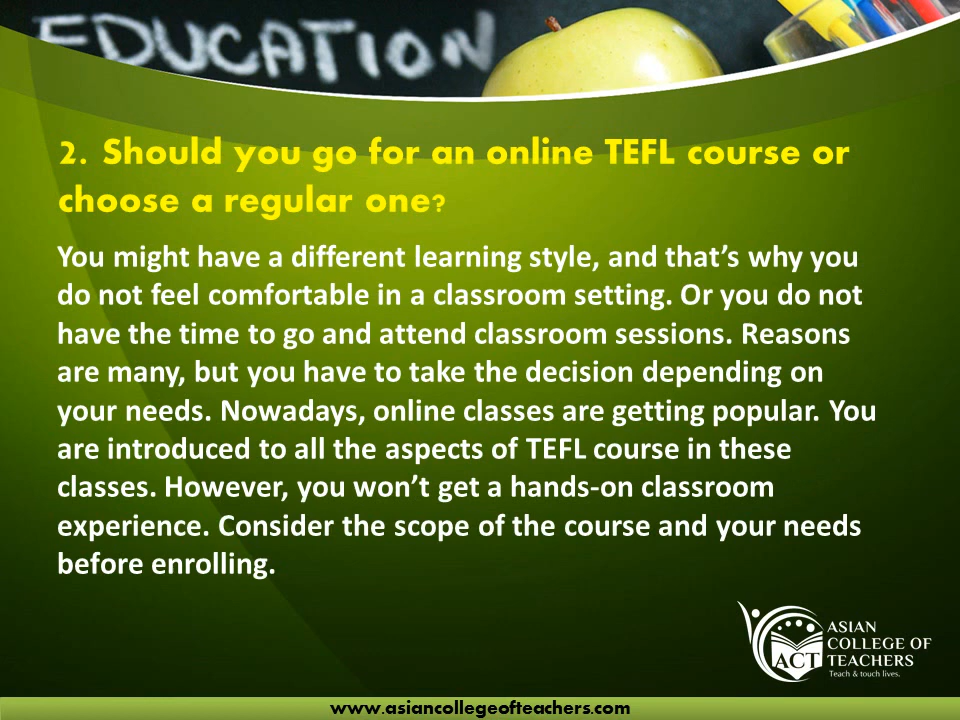 EDUCATION
2. Should you go for an online TEFL course or
choose a regular one?
You might have a different learning style, and that’s why you
do not feel comfortable in a classroom setting. Or you do not
have the time to go and attend classroom sessions. Reasons
are many, but you have to take the decision depending on
your needs. Nowadays, online classes are getting popular. You
are introduced to all the aspects of TEFL course in these
classes. However, you won’t get a hands-on classroom
experience. Consider the scope of the course and your needs
before enrolling.
ACT
ASIAN
COLLEGE OF
TEACHERS
Teach & touch lives.
www.asiancollegeofteachers.com